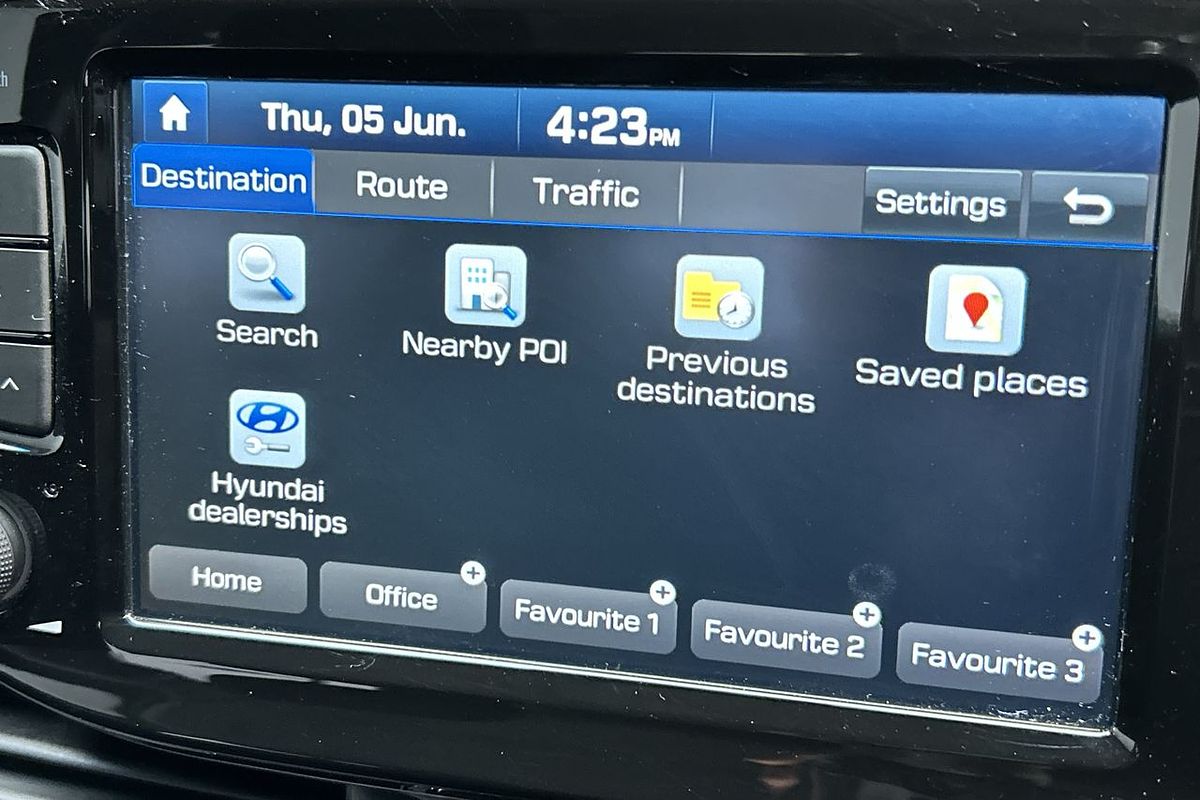 Thu, 05 Jun. 4:23PM
Destination Route Traffic Settings
Search Nearby POI Previous destinations Saved places
Hyundai dealerships
Home Office Favourite 1 Favourite 2 Favourite 3